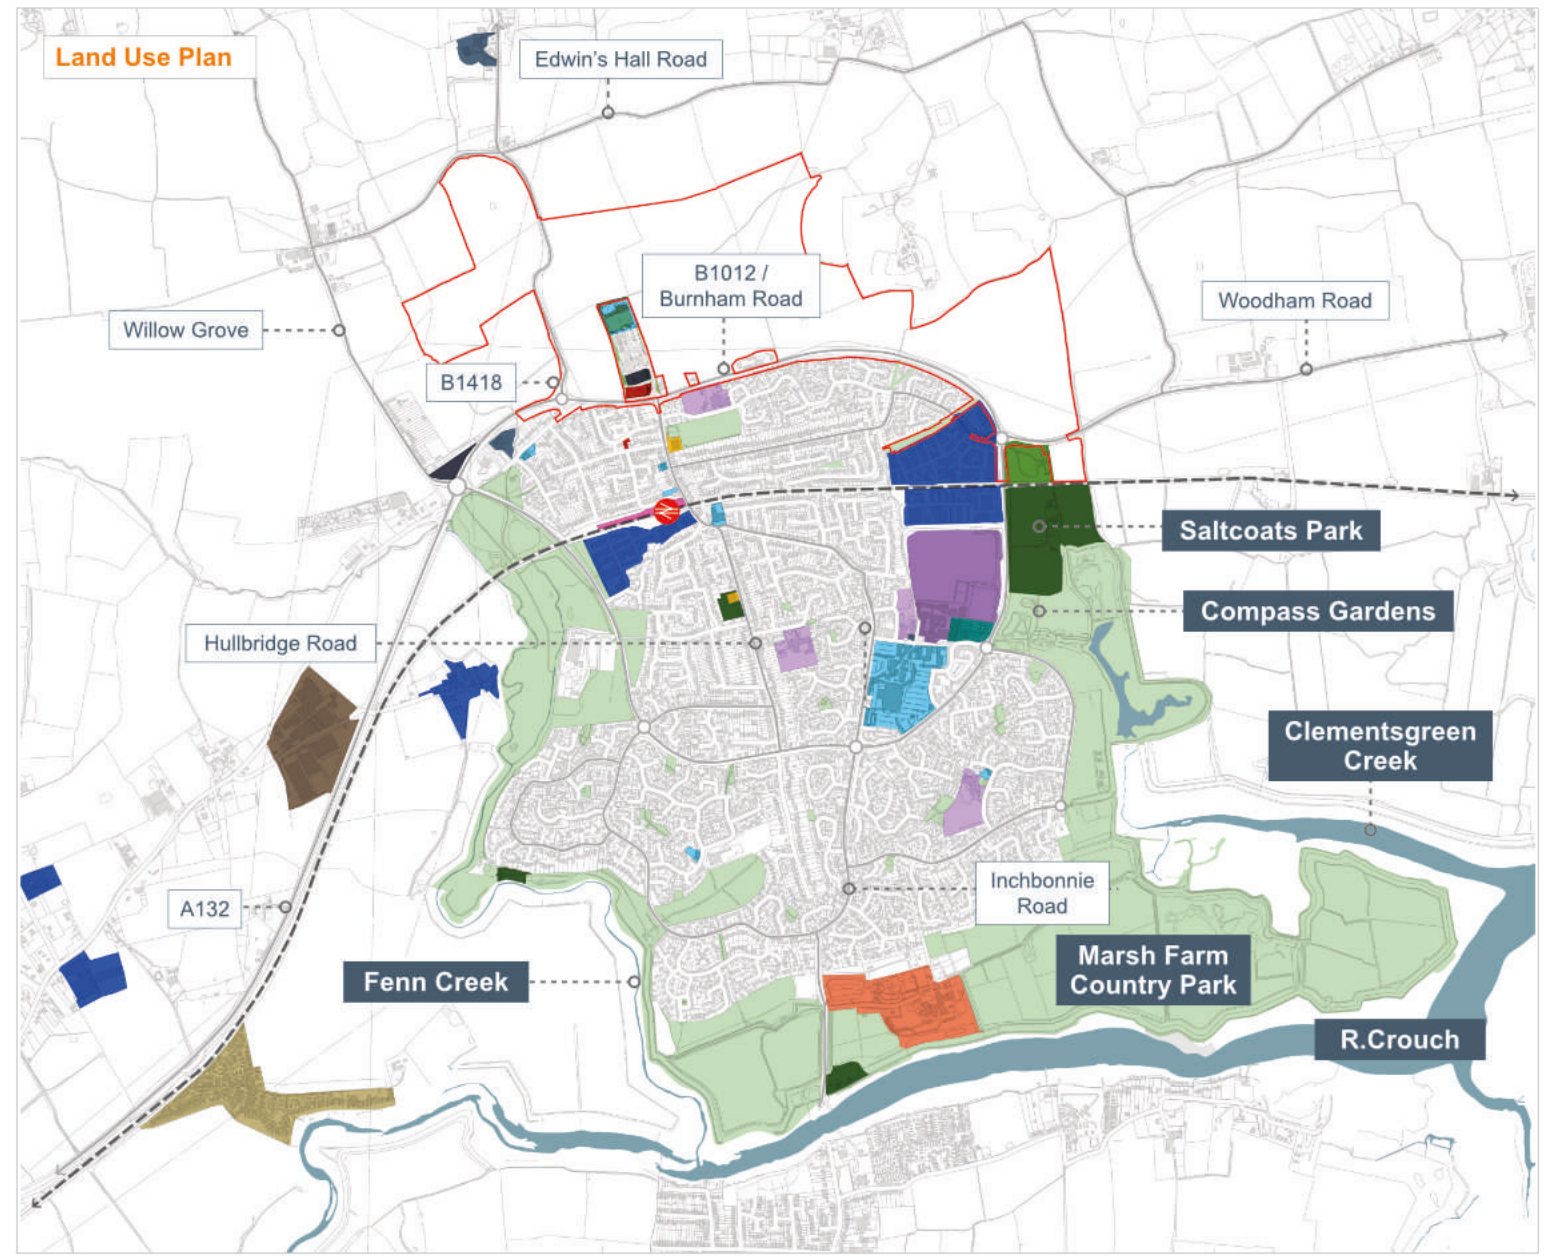 Land Use Plan
Edwin's Hall Road
B1012 /
Burnham Road
Woodham Road
Willow Grove
B1418
Saltcoats Park
Compass Gardens
Hullbridge Road
Clementsgreen
Creek
Inchbonnie
Road
A132
Marsh Farm
Country Park
Fenn Creek
R.Crouch